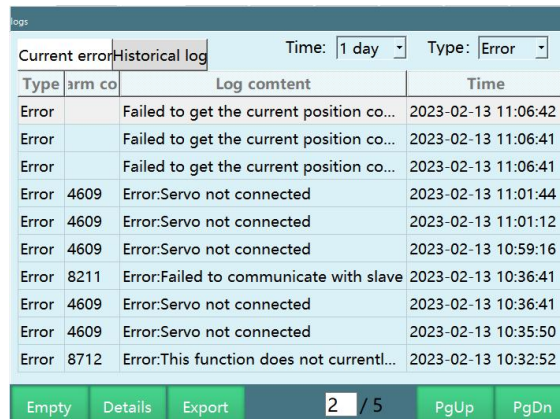 logs
Current error Historical log Time: 1 day Type: Error
Type arm co Log comtent Time
Error Failed to get the current position co... 2023-02-13 11:06:42
Error Failed to get the current position co... 2023-02-13 11:06:41
Error Failed to get the current position co... 2023-02-13 11:06:41
Error 4609 Error:Servo not connected 2023-02-13 11:01:44
Error 4609 Error:Servo not connected 2023-02-13 11:01:12
Error 4609 Error:Servo not connected 2023-02-13 10:59:16
Error 8211 Error:Failed to communicate with slave 2023-02-13 10:36:41
Error 4609 Error:Servo not connected 2023-02-13 10:36:41
Error 4609 Error:Servo not connected 2023-02-13 10:35:50
Error 8712 Error:This function does not currentl... 2023-02-13 10:32:52
Empty Details Export 2 / 5 PgUp PgDn